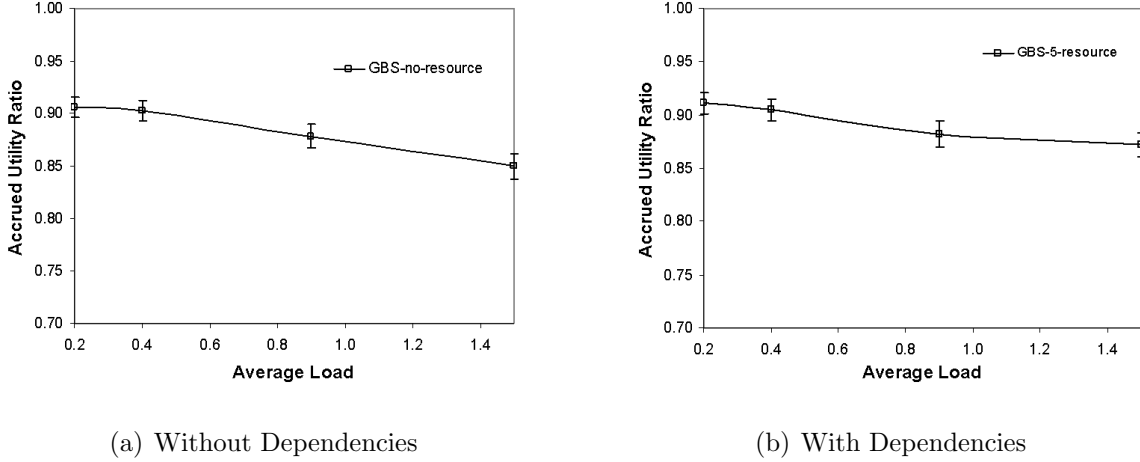 1.00
0.95
0.90
0.85
0.80
0.75
0.70
Accrued Utility Ratio
GBS-no-resource
0.2 0.4 0.6 0.8 1.0 1.2 1.4
Average Load
(a) Without Dependencies
1.00
0.95
0.90
0.85
0.80
0.75
0.70
Accrued Utility Ratio
GBS-5-resource
0.2 0.4 0.6 0.8 1.0 1.2 1.4
Average Load
(b) With Dependencies